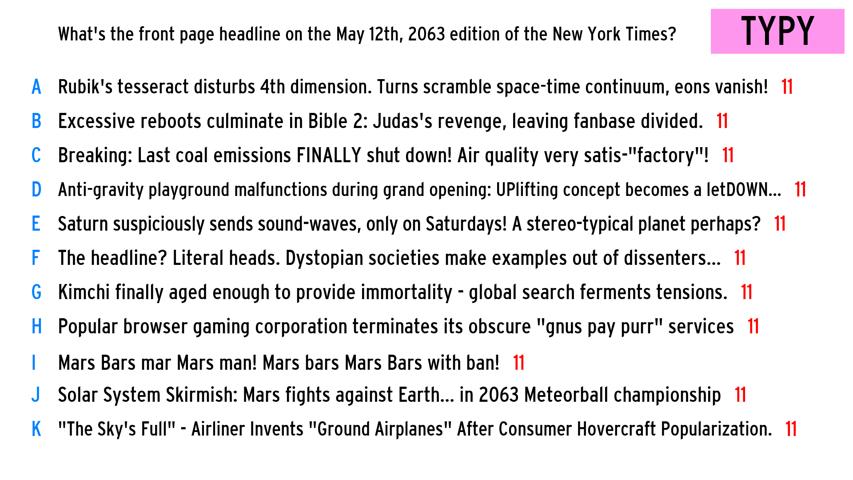 What's the front page headline on the May 12th, 2063 edition of the New York Times? TYPY
A Rubik's tesseract disturbs 4th dimension. Turns scramble space-time continuum, eons vanish! 11
B Excessive reboots culminate in Bible 2: Judas's revenge, leaving fanbase divided. 11
C Breaking: Last coal emissions FINALLY shut down! Air quality very satis-"factory"! 11
D Anti-gravity playground malfunctions during grand opening: UPlifting concept becomes a letDOWN... 11
E Saturn suspiciously sends sound-waves, only on Saturdays! A stereo-typical planet perhaps? 11
F The headline? Literal heads. Dystopian societies make examples out of dissenters... 11
G Kimchi finally aged enough to provide immortality - global search ferments tensions. 11
H Popular browser gaming corporation terminates its obscure "gnus pay purr" services 11
I Mars Bars mar Mars man! Mars bars Mars Bars with ban! 11
J Solar System Skirmish: Mars fights against Earth... in 2063 Meteorball championship 11
K "The Sky's Full" - Airliner Invents "Ground Airplanes" After Consumer Hovercraft Popularization. 11